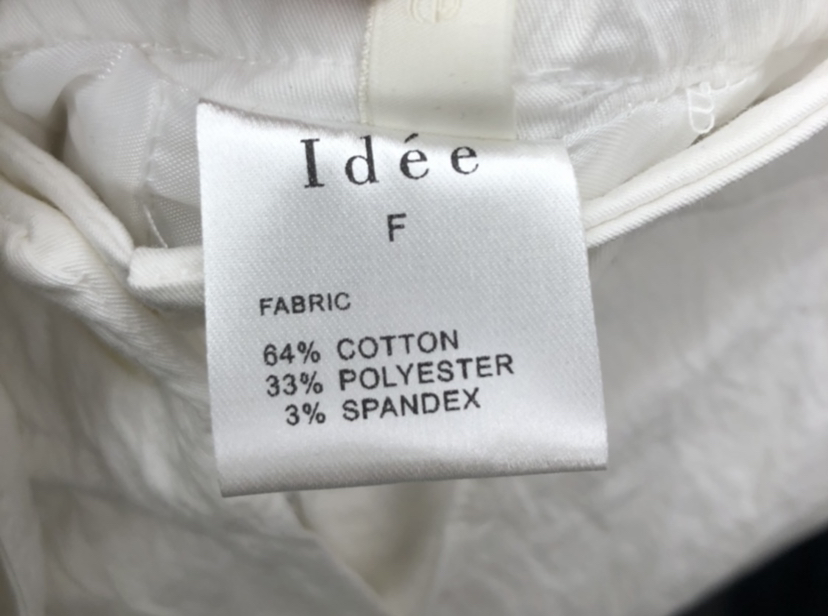 Idée
F
FABRIC
64% COTTON
33% POLYESTER
3% SPANDEX